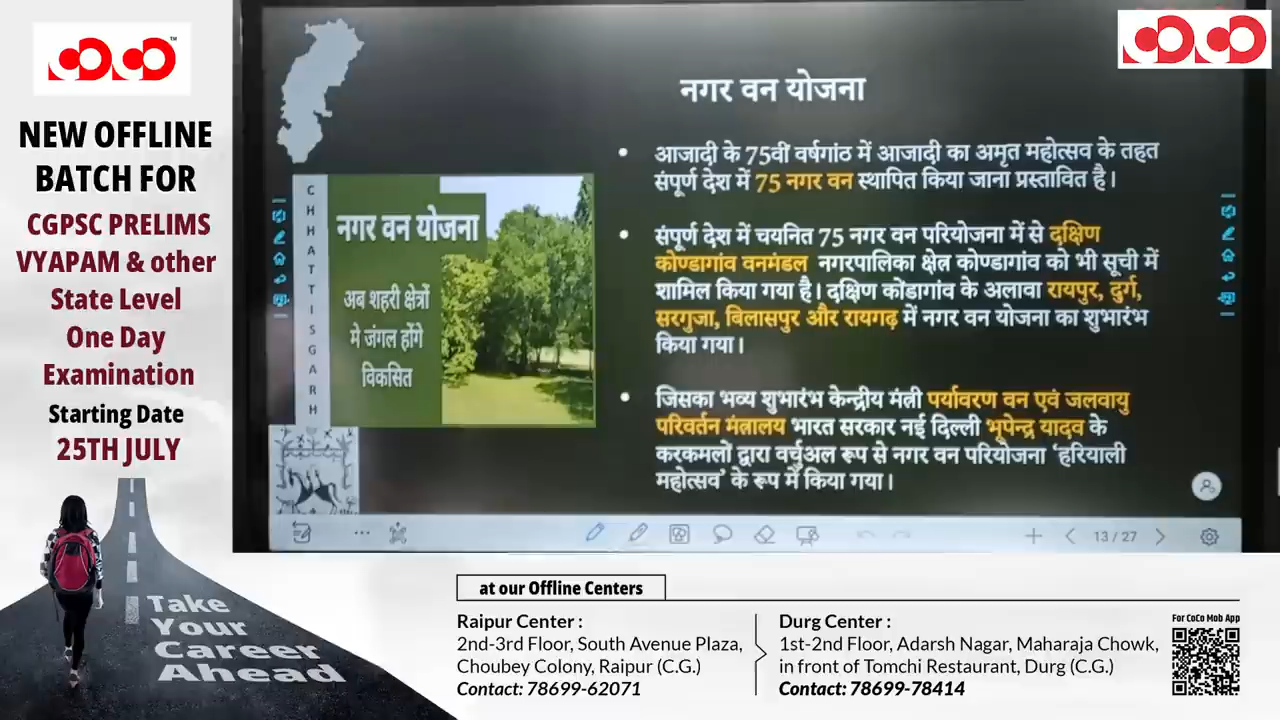 COCO
TM
NEW OFFLINE
BATCH FOR
CGPSC PRELIMS
VYAPAM & other
State Level
One Day
Examination
Starting Date
25TH JULY
Take
Your
Career
Ahead
CHHATTISGARH
नगर वन योजना
अब शहरी क्षेत्रों
मे जंगल होंगे
विकसित
नगर वन योजना
• आजादी के 75वीं वर्षगांठ में आजादी का अमृत महोत्सव के तहत
संपूर्ण देश में 75 नगर वन स्थापित किया जाना प्रस्तावित है।
• संपूर्ण देश में चयनित 75 नगर वन परियोजना में से दक्षिण
कोण्डागांव वनमंडल नगरपालिका क्षेत्र कोण्डागांव को भी सूची में
शामिल किया गया है। दक्षिण कोंडागांव के अलावा रायपुर, दुर्ग,
सरगुजा, बिलासपुर और रायगढ़ में नगर वन योजना का शुभारंभ
किया गया।
• जिसका भव्य शुभारंभ केन्द्रीय मंत्री पर्यावरण वन एवं जलवायु
परिवर्तन मंत्रालय भारत सरकार नई दिल्ली भूपेन्द्र यादव के
करकमलों द्वारा वर्चुअल रूप से नगर वन परियोजना ‘हरियाली
महोत्सव’ के रूप में किया गया।
13 / 27
COCO
at our Offline Centers
Raipur Center :
2nd-3rd Floor, South Avenue Plaza,
Choubey Colony, Raipur (C.G.)
Contact: 78699-62071
Durg Center :
1st-2nd Floor, Adarsh Nagar, Maharaja Chowk,
in front of Tomchi Restaurant, Durg (C.G.)
Contact: 78699-78414
For CoCo Mob App